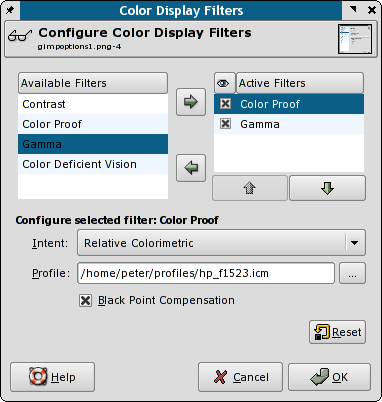 Color Display Filters
Configure Color Display Filters
gimpoptions1.png-4
Available Filters
Contrast
Color Proof
Gamma
Color Deficient Vision
Active Filters
Color Proof
Gamma
Configure selected filter: Color Proof
Intent: Relative Colorimetric
Profile: /home/peter/profiles/hp_f1523.icm ...
Black Point Compensation
Reset
Help Cancel OK